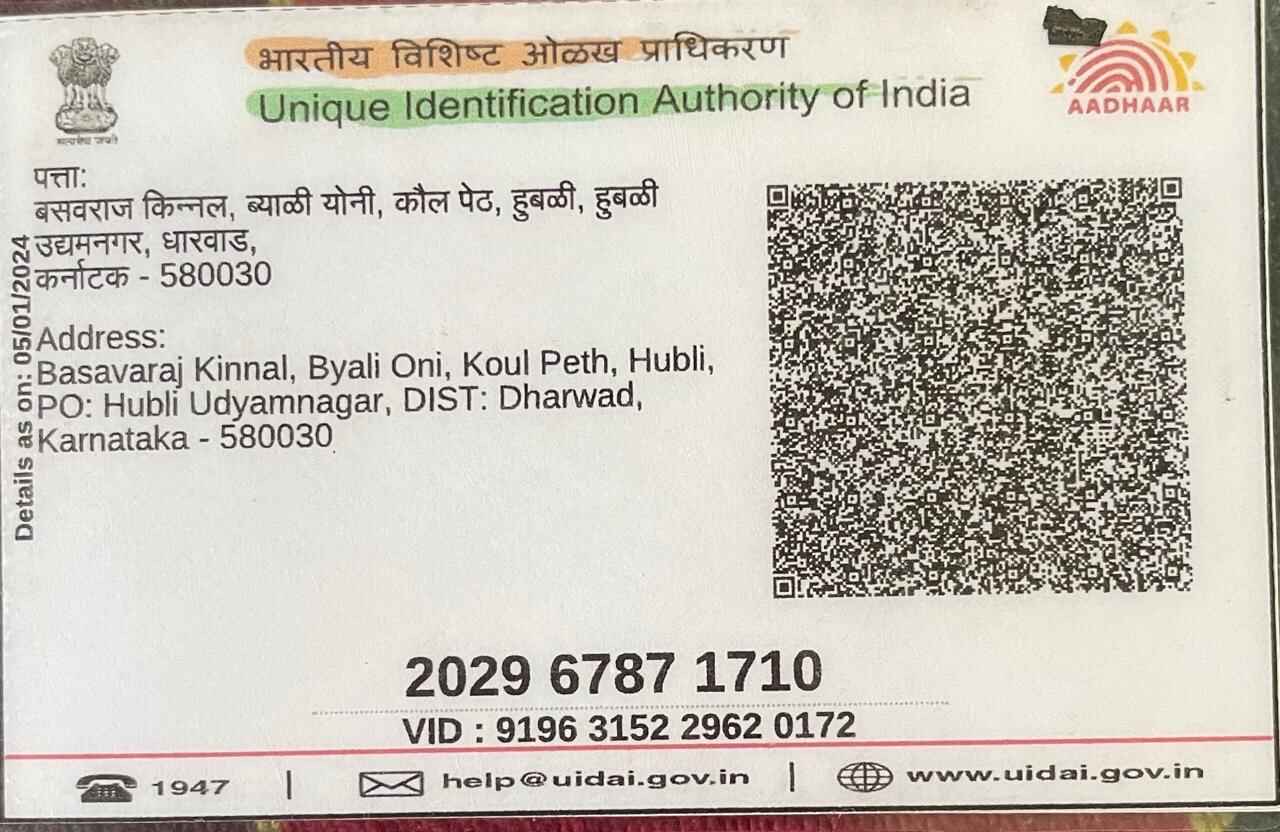 भारतीय विशिष्ट ओळख प्राधिकरण
Unique Identification Authority of India
AADHAAR
सत्यमेव जयते
पत्ता:
बसवराज किन्नल, ब्याळी योनी, कौल पेठ, हुबळी, हुबळी
उद्यमनगर, धारवाड,
कर्नाटक - 580030
Address:
Basavaraj Kinnal, Byali Oni, Koul Peth, Hubli,
PO: Hubli Udyamnagar, DIST: Dharwad,
Karnataka - 580030
Details as on: 05/01/2024
2029 6787 1710
VID : 9196 3152 2962 0172
1947 | help@uidai.gov.in | www.uidai.gov.in